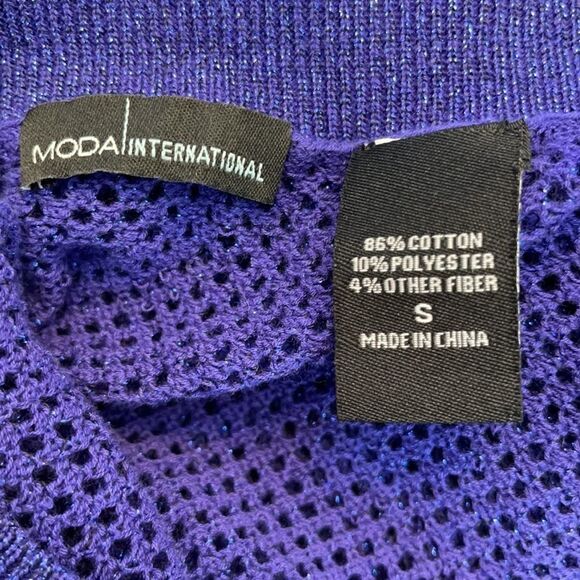 MODA INTERNATIONAL
86% COTTON
10% POLYESTER
4% OTHER FIBER
S
MADE IN CHINA